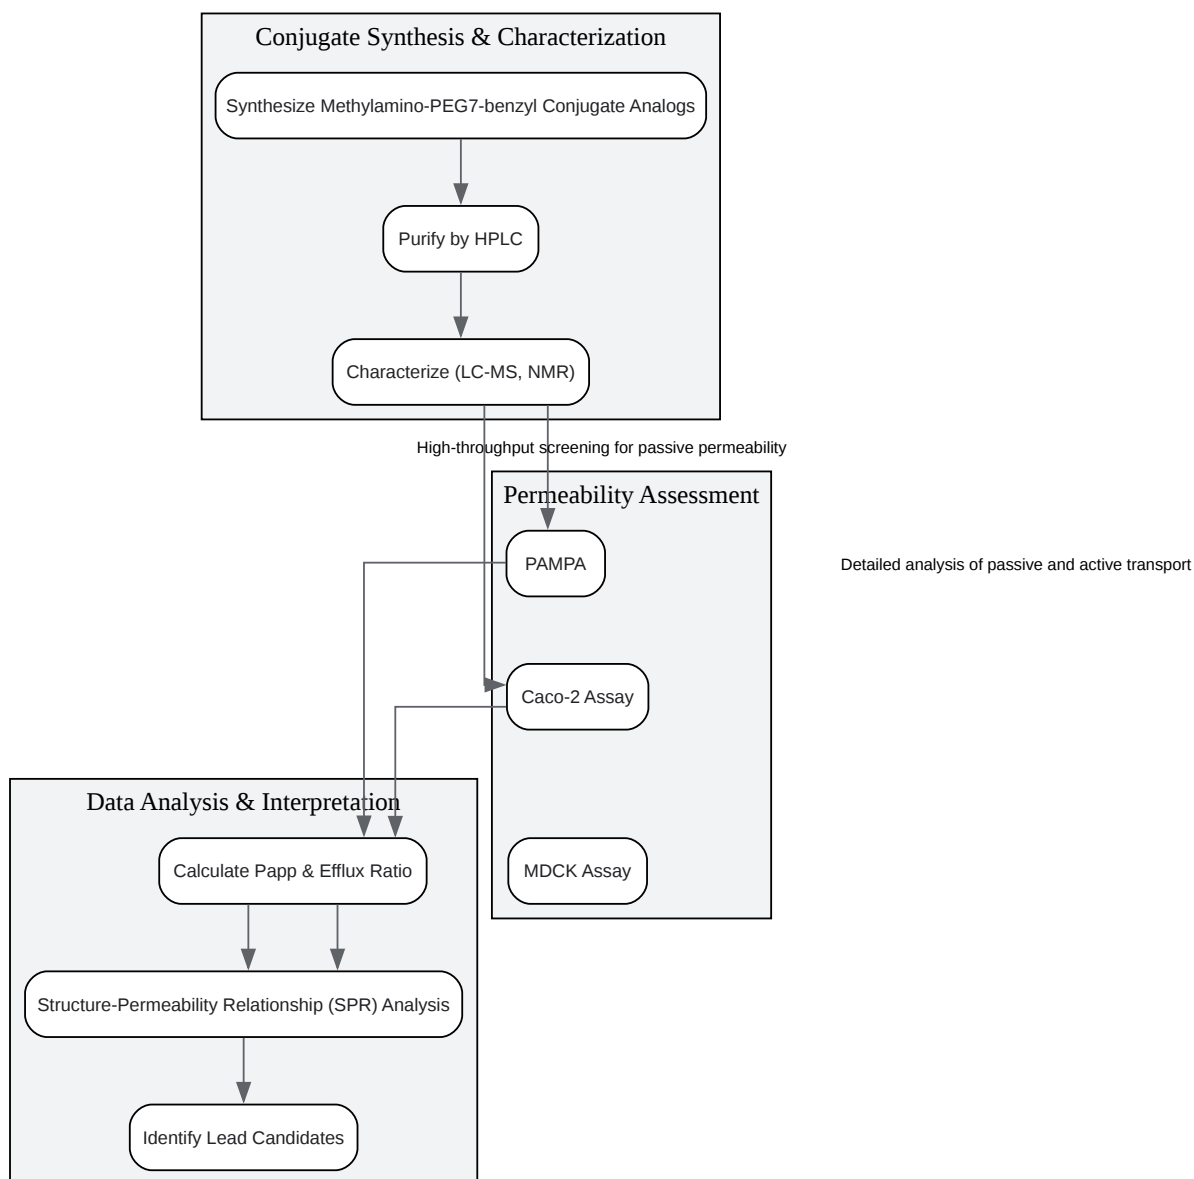 Conjugate Synthesis & Characterization
Synthesize Methylamino-PEG7-benzyl Conjugate Analogs
Purify by HPLC
Characterize (LC-MS, NMR)
High-throughput screening for passive permeability
Permeability Assessment
PAMPA
Detailed analysis of passive and active transport
Caco-2 Assay
Data Analysis & Interpretation
Calculate Papp & Efflux Ratio
MDCK Assay
Structure-Permeability Relationship (SPR) Analysis
Identify Lead Candidates